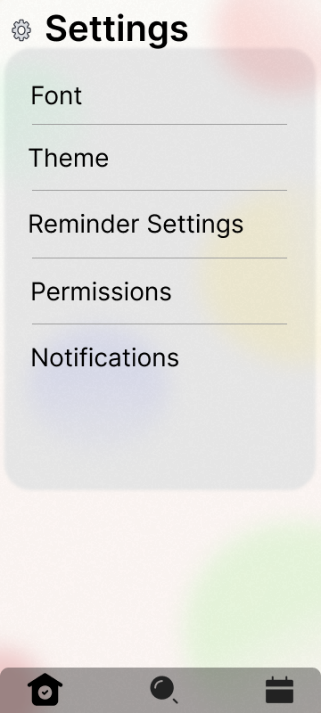 Settings
Font
Theme
Reminder Settings
Permissions
Notifications